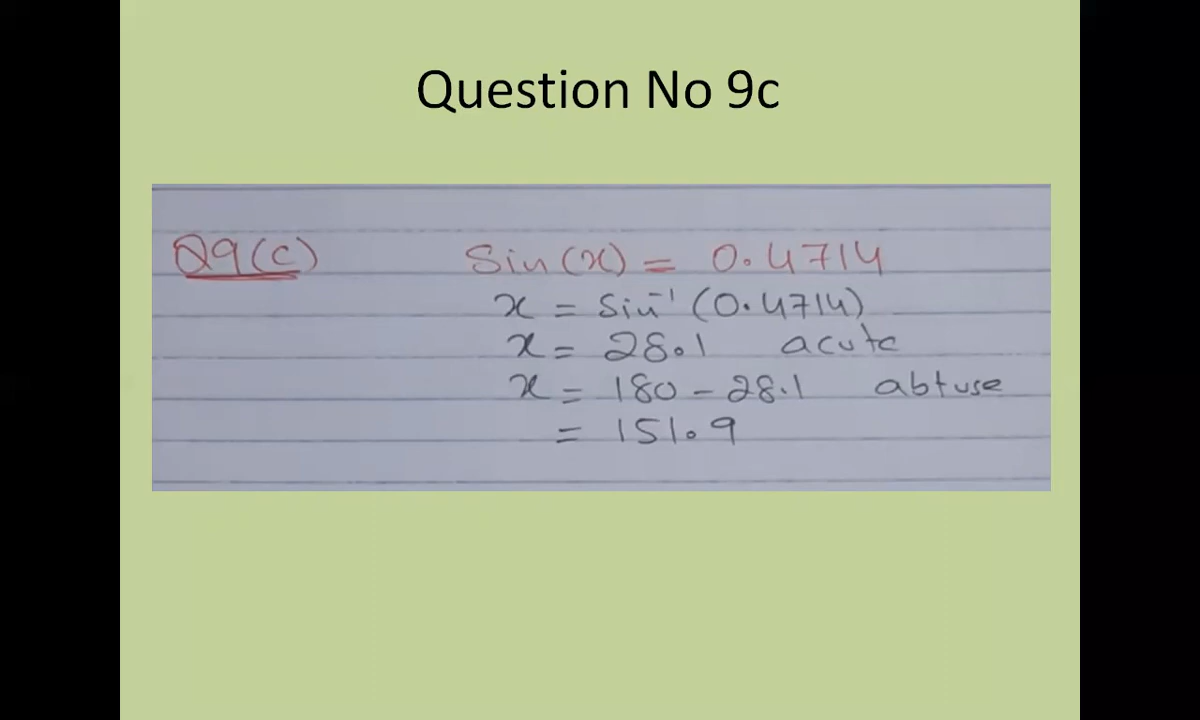 Question No 9c
Q9(c) Sin(x) = 0.4714
x = Sin⁻¹(0.4714)
x = 28.1 acute
x = 180 - 28.1 abtuse
= 151.9